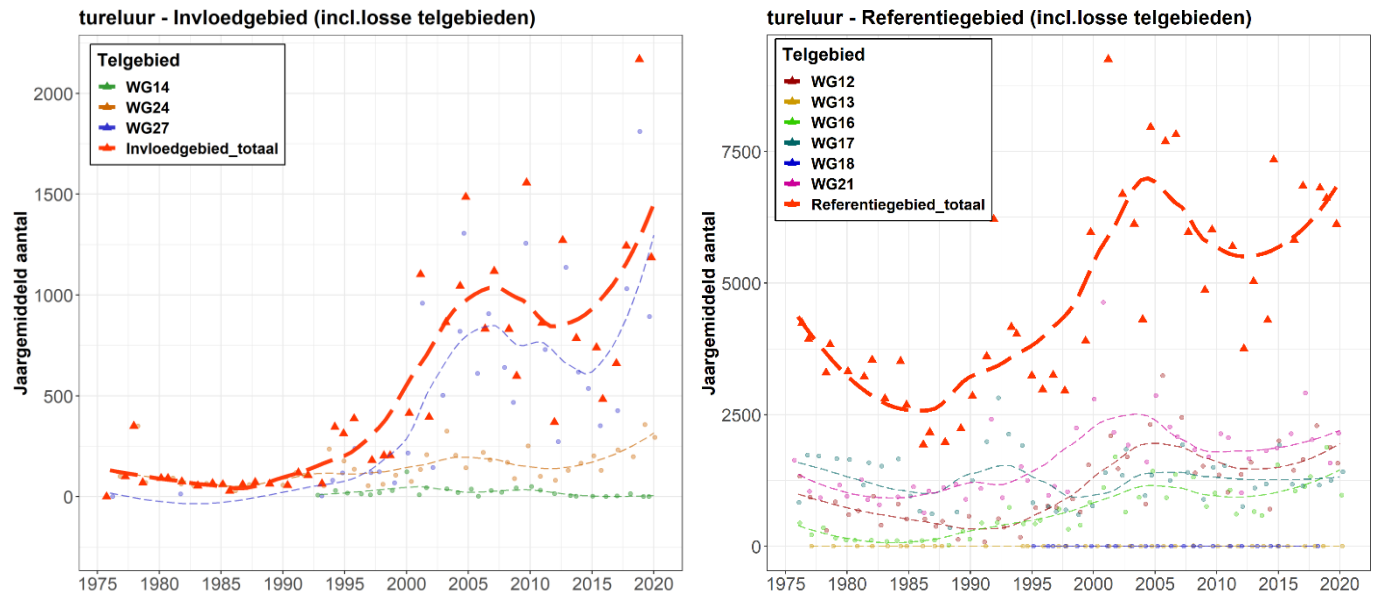 tureluur - Invloedgebied (incl.losse telgebieden)
Telgebied
WG14
WG24
WG27
Invloedgebied_totaal
Jaargemiddeld aantal
2000
1500
1000
500
0
1975 1980 1985 1990 1995 2000 2005 2010 2015 2020
tureluur - Referentiegebied (incl.losse telgebieden)
Telgebied
WG12
WG13
WG16
WG17
WG18
WG21
Referentiegebied_totaal
Jaargemiddeld aantal
7500
5000
2500
0
1975 1980 1985 1990 1995 2000 2005 2010 2015 2020